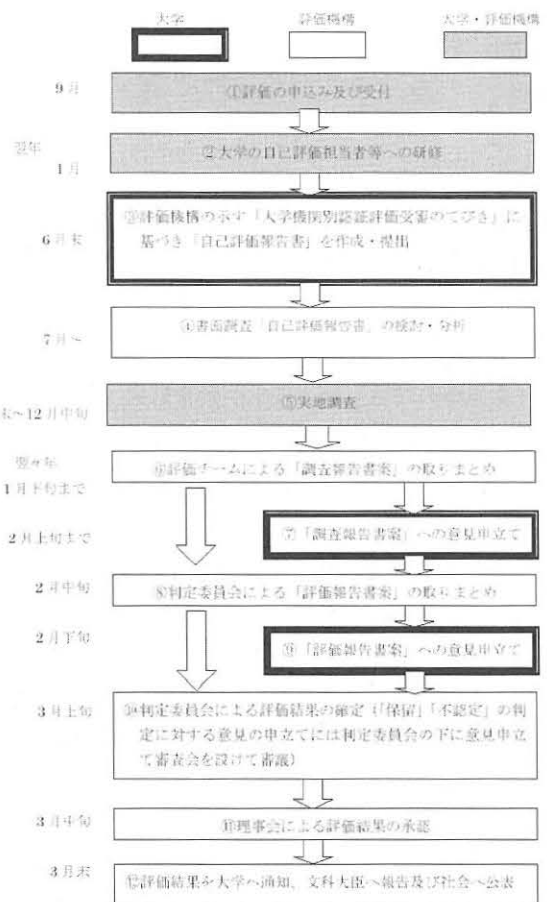 大学 評価機構 大学・評価機構
9月 ①評価の申込み及び受付
翌年
1月 ②大学の自己評価担当者等への研修
③評価機構の示す「大学機関別認証評価受審のてびき」に
6月末 基づき「自己評価報告書」を作成・提出
④書面調査「自己評価報告書」の検討・分析
7月～
末～12月中旬 ⑤実地調査
翌々年 ⑥評価チームによる「調査報告書案」の取りまとめ
1月下旬まで
2月上旬まで ⑦「調査報告書案」への意見申立て
2月中旬 ⑧判定委員会による「評価報告書案」の取りまとめ
2月下旬 ⑨「評価報告書案」への意見申立て
3月上旬 ⑩判定委員会による評価結果の確定（「保留」「不認定」の判
定に対する意見の申立てには判定委員会の下に意見申立
て審査会を設けて審議）
3月中旬 ⑪理事会による評価結果の承認
3月末 ⑫評価結果を大学へ通知、文科大臣へ報告及び社会へ公表